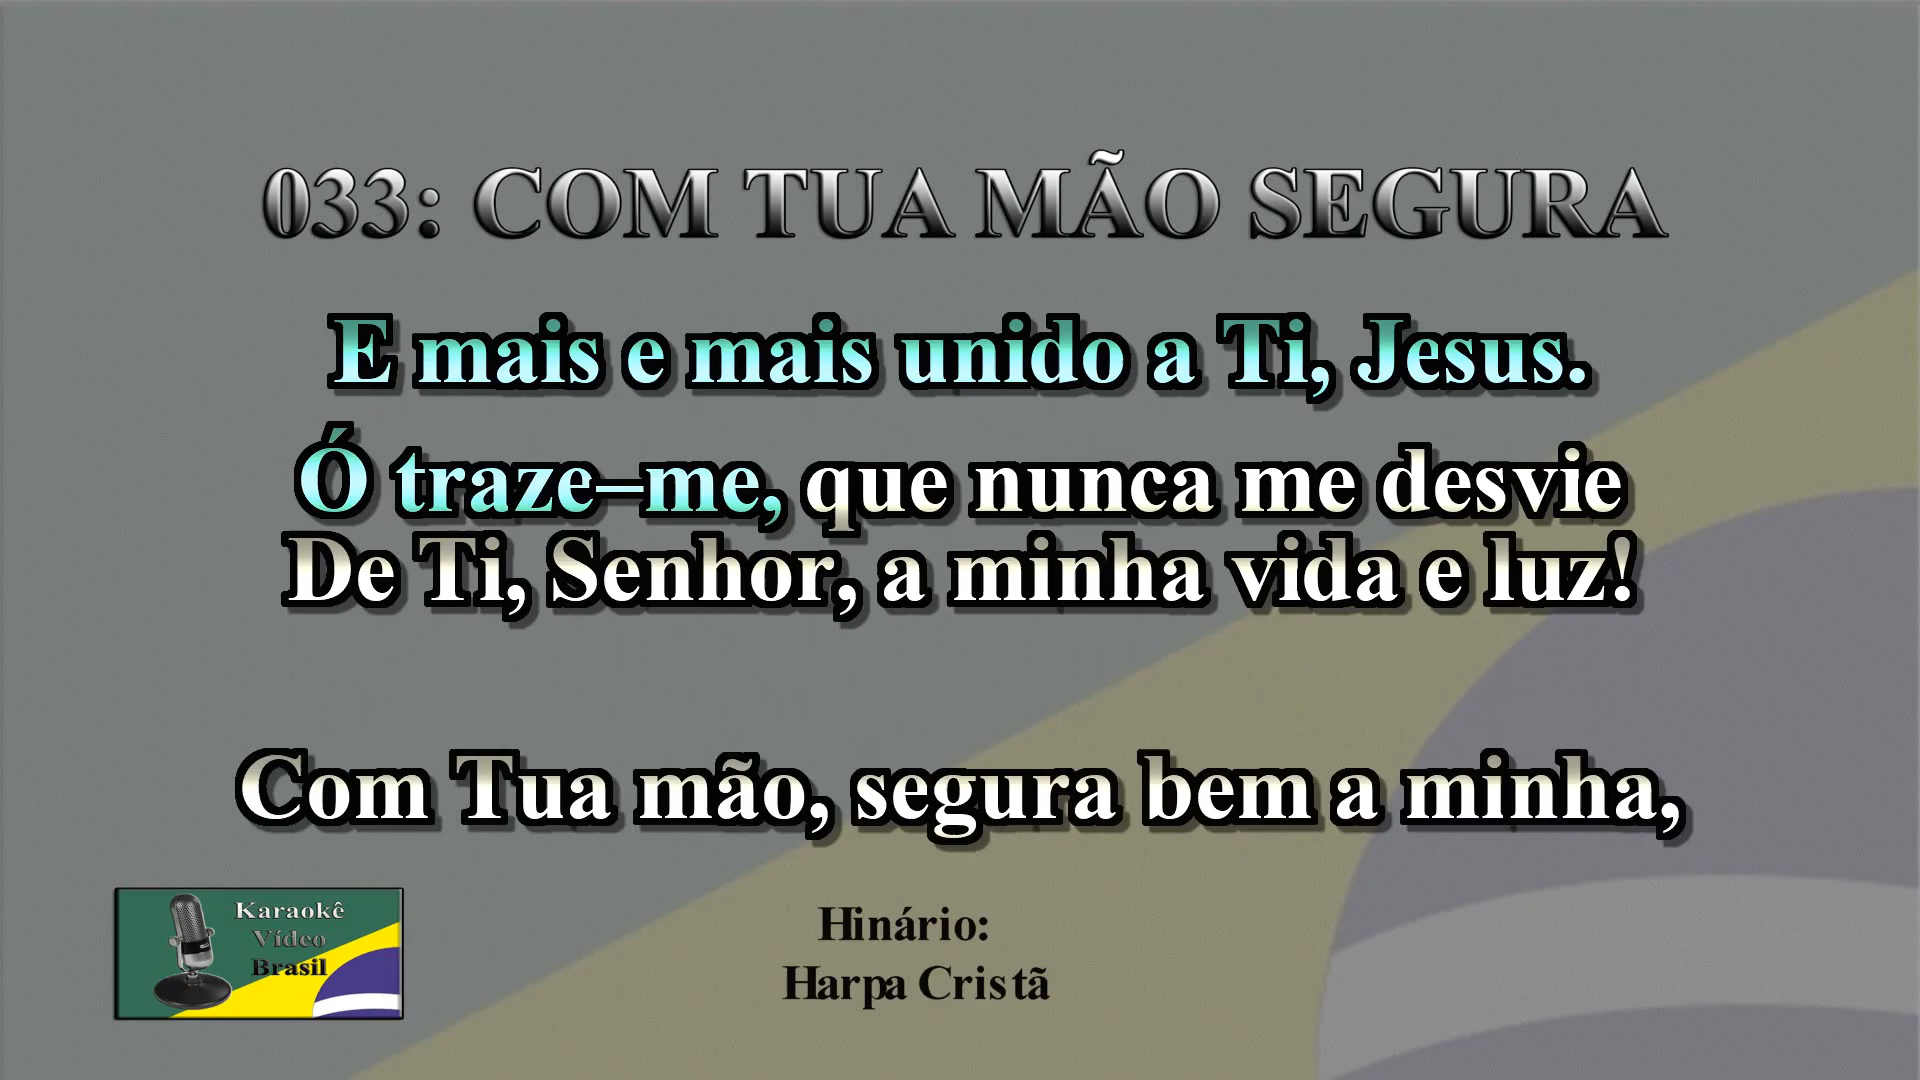 033: COM TUA MÃO SEGURA
E mais e mais unido a Ti, Jesus.
Ó traze–me, que nunca me desvie
De Ti, Senhor, a minha vida e luz!
Com Tua mão, segura bem a minha,
Karaokê
Vídeo
Brasil
Hinário:
Harpa Cristã